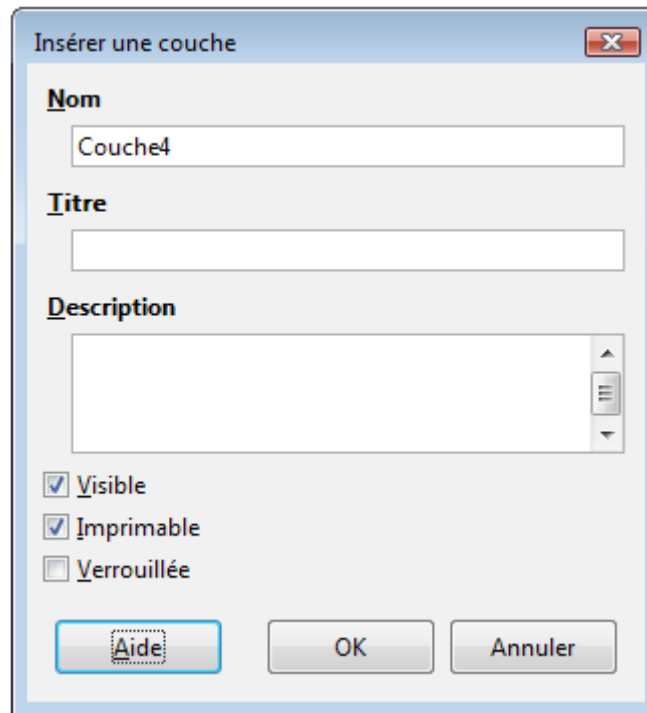 Insérer une couche
Nom
Couche4
Titre
Description
Visible
Imprimable
Verrouillée
Aide OK Annuler